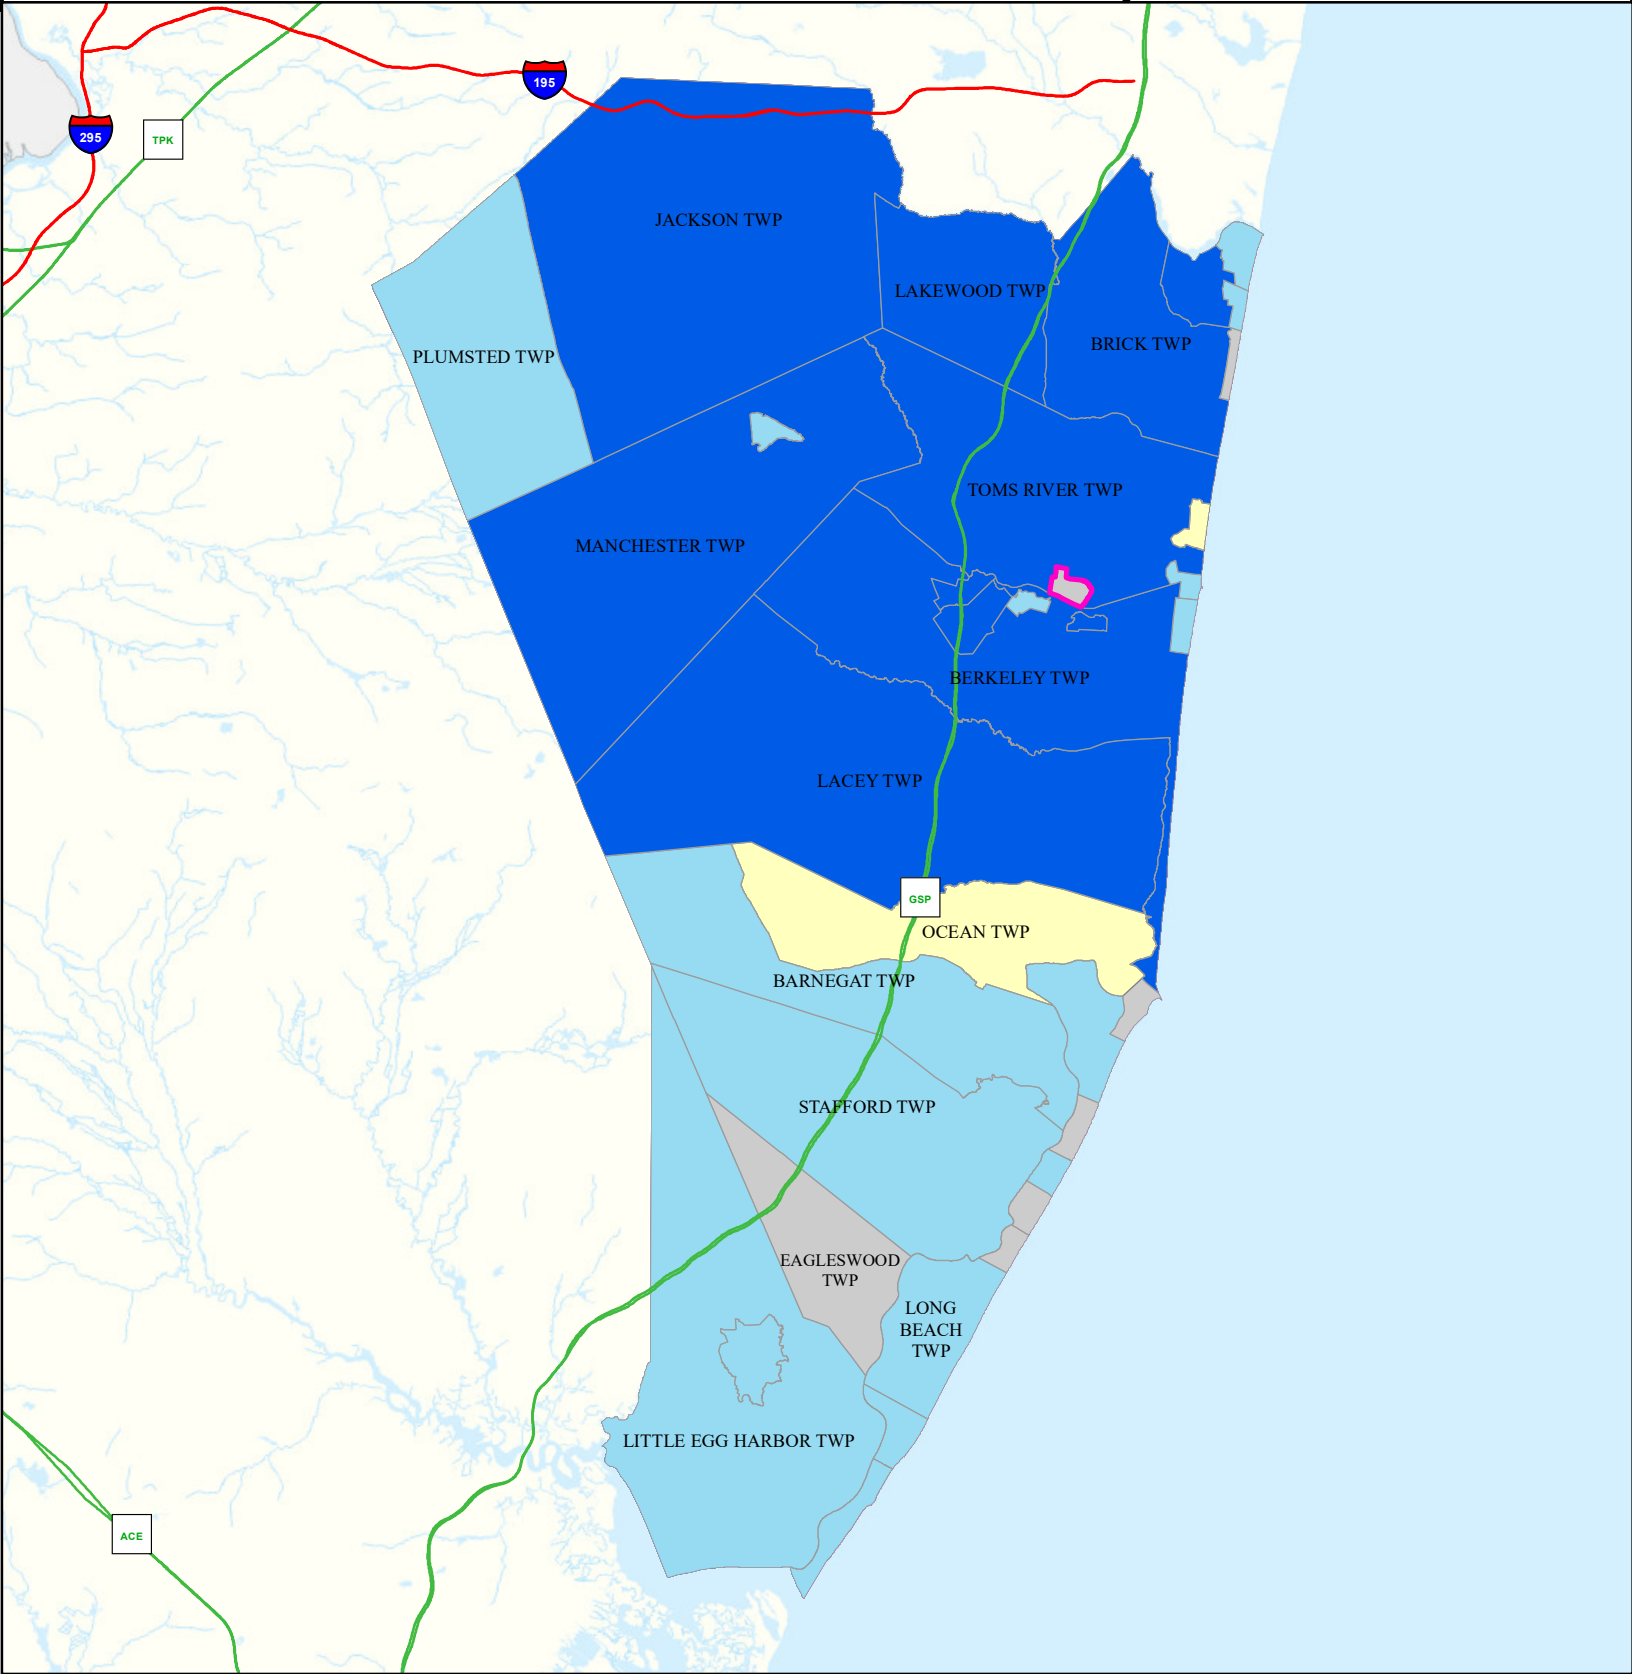 195
295
TPK
JACKSON TWP
LAKEWOOD TWP
BRICK TWP
PLUMSTED TWP
TOMS RIVER TWP
MANCHESTER TWP
BERKELEY TWP
LACEY TWP
GSP
OCEAN TWP
BARNEGAT TWP
STAFFORD TWP
EAGLESWOOD
TWP
LONG
BEACH
TWP
LITTLE EGG HARBOR TWP
ACE